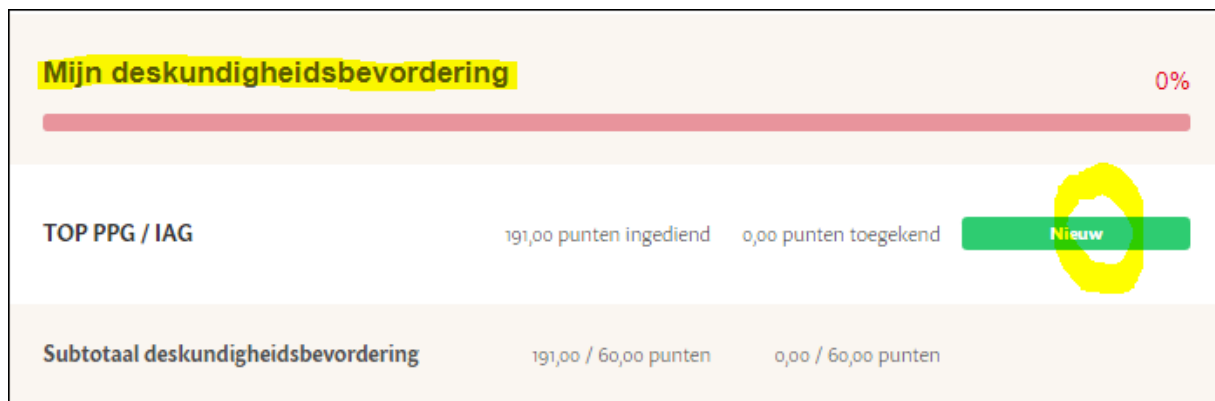 Mijn deskundigheidsbevordering
0%
TOP PPG / IAG 191,00 punten ingediend 0,00 punten toegekend Nieuw
Subtotaal deskundigheidsbevordering 191,00 / 60,00 punten 0,00 / 60,00 punten